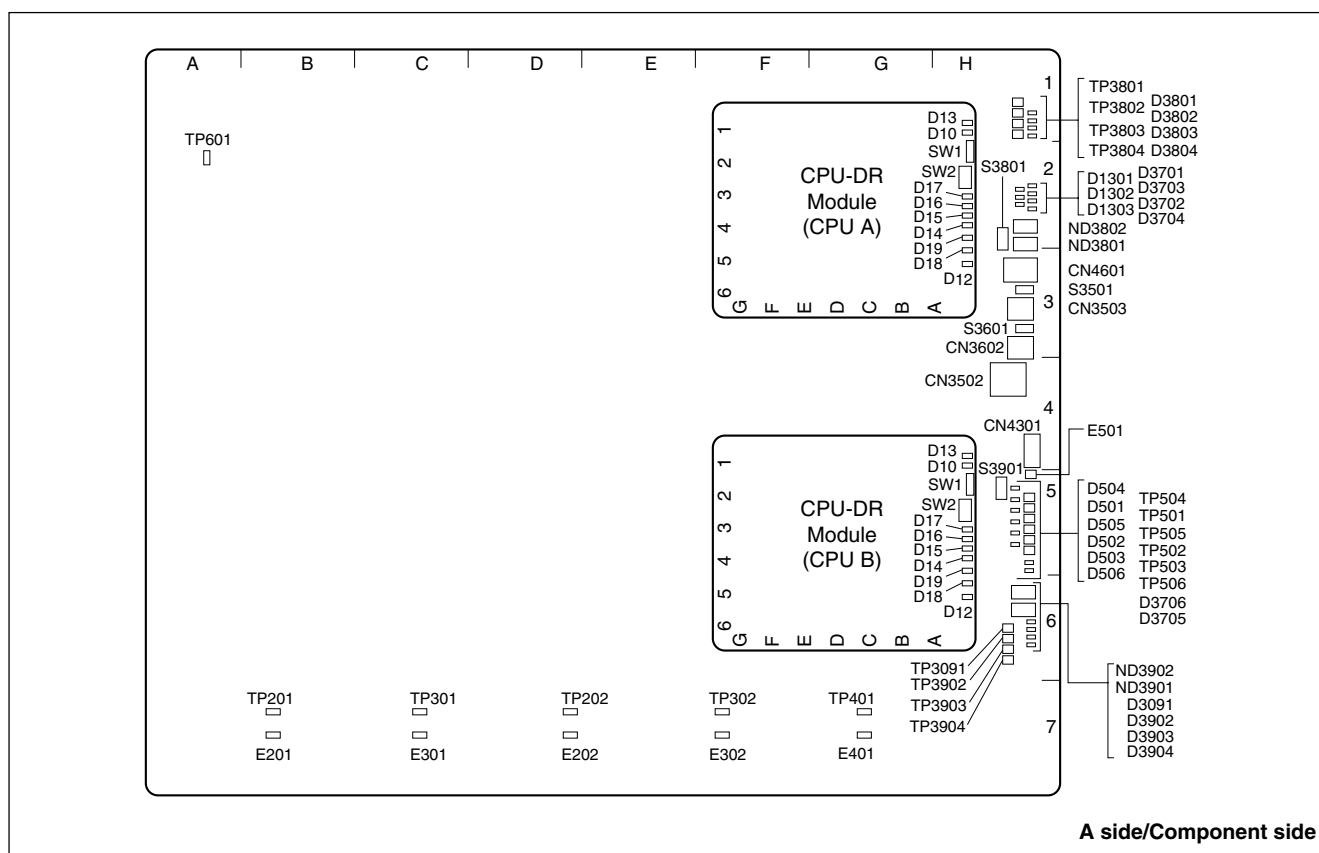 A B C D E F G H
1
TP3801
TP3802 D3801
D3802
TP3803 D3803
TP3804 D3804
TP601
D13
D10
SW1
SW2
D17
D16
D15
D14
D19
D18
D12
1
2
3
4
5
6
CPU-DR
Module
(CPU A)
G F E D C B A
S3801
2
D1301 D3701
D1302 D3703
D1303 D3702
D3704
ND3802
ND3801
CN4601
S3501
3
CN3503
S3601
CN3602
CN3502
4
CN4301
E501
D13
D10
SW1
SW2
D17
D16
D15
D14
D19
D18
D12
1
2
3
4
5
6
CPU-DR
Module
(CPU B)
G F E D C B A
S3901
5
D504 TP504
D501 TP501
D505 TP505
D502 TP502
D503 TP503
D506 TP506
D3706
D3705
6
TP3091
TP3902
TP3903
TP3904
ND3902
ND3901
D3091
D3902
D3903
D3904
7
TP201 TP301 TP202 TP302 TP401
E201 E301 E202 E302 E401
A side/Component side